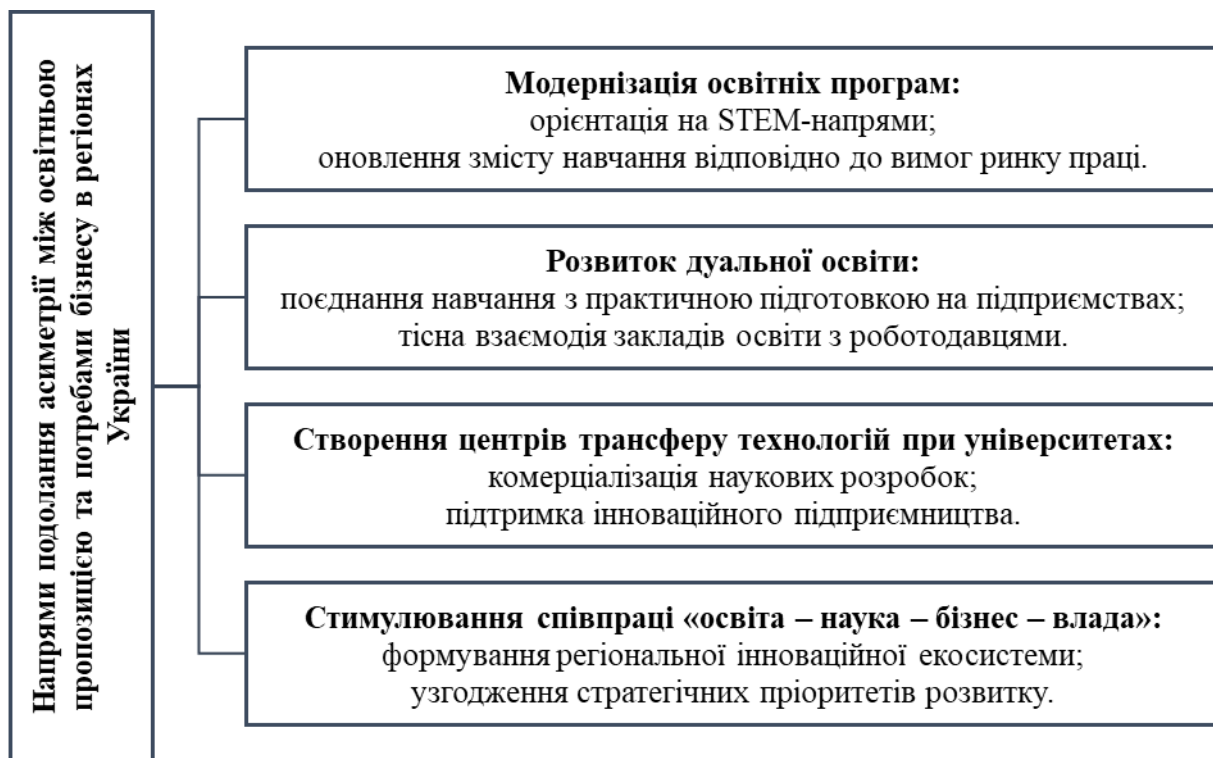 Напрями подолання асиметрії між освітньою
пропозицією та потребами бізнесу в регіонах
України
Модернізація освітніх програм:
орієнтація на STEM-напрями;
оновлення змісту навчання відповідно до вимог ринку праці.
Розвиток дуальної освіти:
поєднання навчання з практичною підготовкою на підприємствах;
тісна взаємодія закладів освіти з роботодавцями.
Створення центрів трансферу технологій при університетах:
комерціалізація наукових розробок;
підтримка інноваційного підприємництва.
Стимулювання співпраці «освіта – наука – бізнес – влада»:
формування регіональної інноваційної екосистеми;
узгодження стратегічних пріоритетів розвитку.